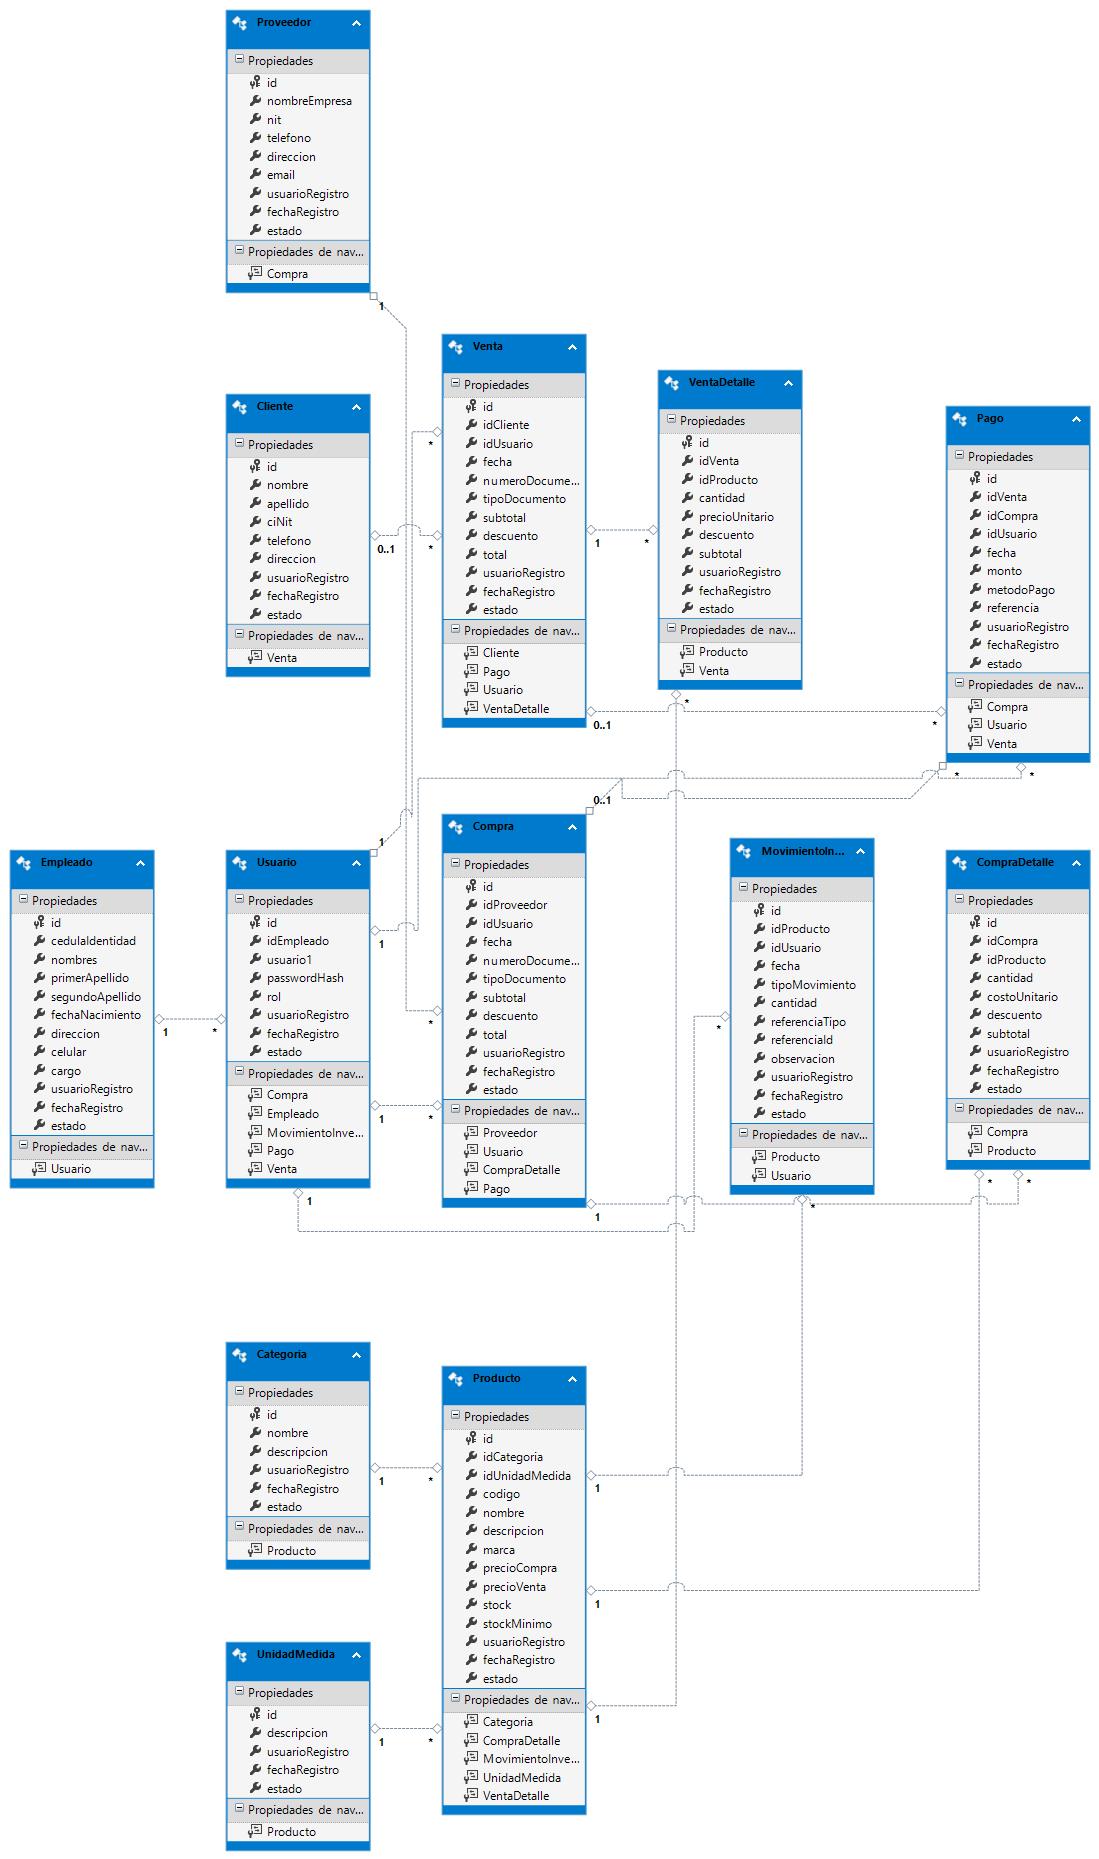 Proveedor
Propiedades
id
nombreEmpresa
nit
telefono
direccion
email
usuarioRegistro
fechaRegistro
estado
Propiedades de nav...
Compra
1
Venta
Propiedades
id
idCliente
idUsuario
fecha
numeroDocume...
tipoDocumento
subtotal
descuento
total
usuarioRegistro
fechaRegistro
estado
Propiedades de nav...
Cliente
Pago
Usuario
VentaDetalle
*
*
1
0..1
VentaDetalle
Propiedades
id
idVenta
idProducto
cantidad
precioUnitario
descuento
subtotal
usuarioRegistro
fechaRegistro
estado
Propiedades de nav...
Producto
Venta
*
*
Cliente
Propiedades
id
nombre
apellido
ciNit
telefono
direccion
usuarioRegistro
fechaRegistro
estado
Propiedades de nav...
Venta
0..1
Pago
Propiedades
id
idVenta
idCompra
idUsuario
fecha
monto
metodoPago
referencia
usuarioRegistro
fechaRegistro
estado
Propiedades de nav...
Compra
Usuario
Venta
*
*
*
Empleado
Propiedades
id
cedulaIdentidad
nombres
primerApellido
segundoApellido
fechaNacimiento
direccion
celular
cargo
usuarioRegistro
fechaRegistro
estado
Propiedades de nav...
Usuario
1
Usuario
Propiedades
id
idEmpleado
usuario1
passwordHash
rol
usuarioRegistro
fechaRegistro
estado
Propiedades de nav...
Compra
Empleado
MovimientoInve...
Pago
Venta
*
1
1
1
1
Compra
Propiedades
id
idProveedor
idUsuario
fecha
numeroDocume...
tipoDocumento
subtotal
descuento
total
usuarioRegistro
fechaRegistro
estado
Propiedades de nav...
Proveedor
Usuario
CompraDetalle
Pago
0..1
*
*
1
MovimientoIn...
Propiedades
id
idProducto
idUsuario
fecha
tipoMovimiento
cantidad
referenciaTipo
referenciaId
observacion
usuarioRegistro
fechaRegistro
estado
Propiedades de nav...
Producto
Usuario
*
*
CompraDetalle
Propiedades
id
idCompra
idProducto
cantidad
costoUnitario
descuento
subtotal
usuarioRegistro
fechaRegistro
estado
Propiedades de nav...
Compra
Producto
*
*
Categoria
Propiedades
id
nombre
descripcion
usuarioRegistro
fechaRegistro
estado
Propiedades de nav...
Producto
1
Producto
Propiedades
id
idCategoria
idUnidadMedida
codigo
nombre
descripcion
marca
precioCompra
precioVenta
stock
stockMinimo
usuarioRegistro
fechaRegistro
estado
Propiedades de nav...
Categoria
CompraDetalle
MovimientoInve...
UnidadMedida
VentaDetalle
*
*
1
1
1
UnidadMedida
Propiedades
id
descripcion
usuarioRegistro
fechaRegistro
estado
Propiedades de nav...
Producto
1